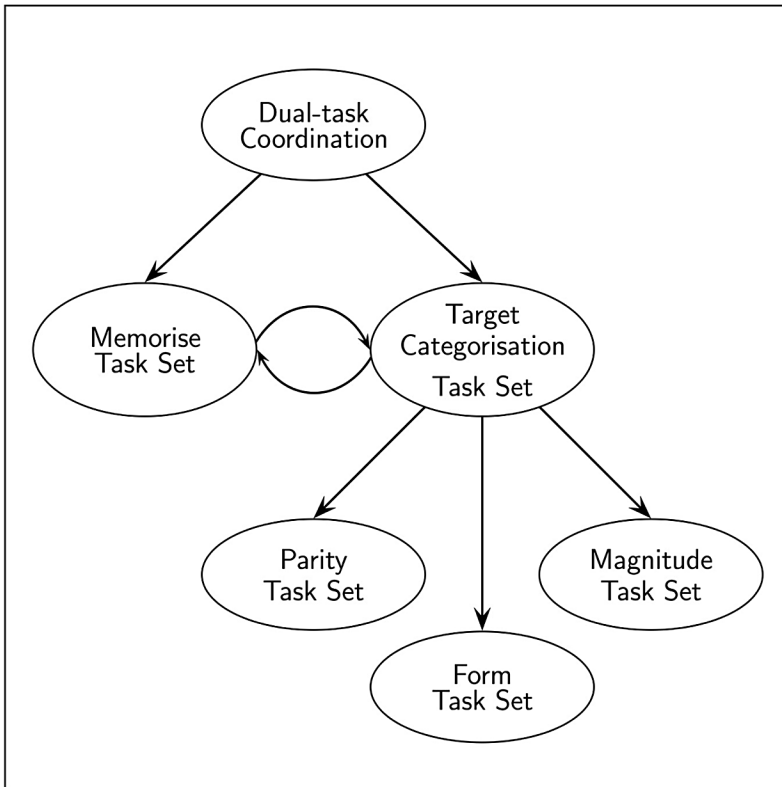 Dual-task
Coordination
Memorise
Task Set
Target
Categorisation
Task Set
Parity
Task Set
Magnitude
Task Set
Form
Task Set